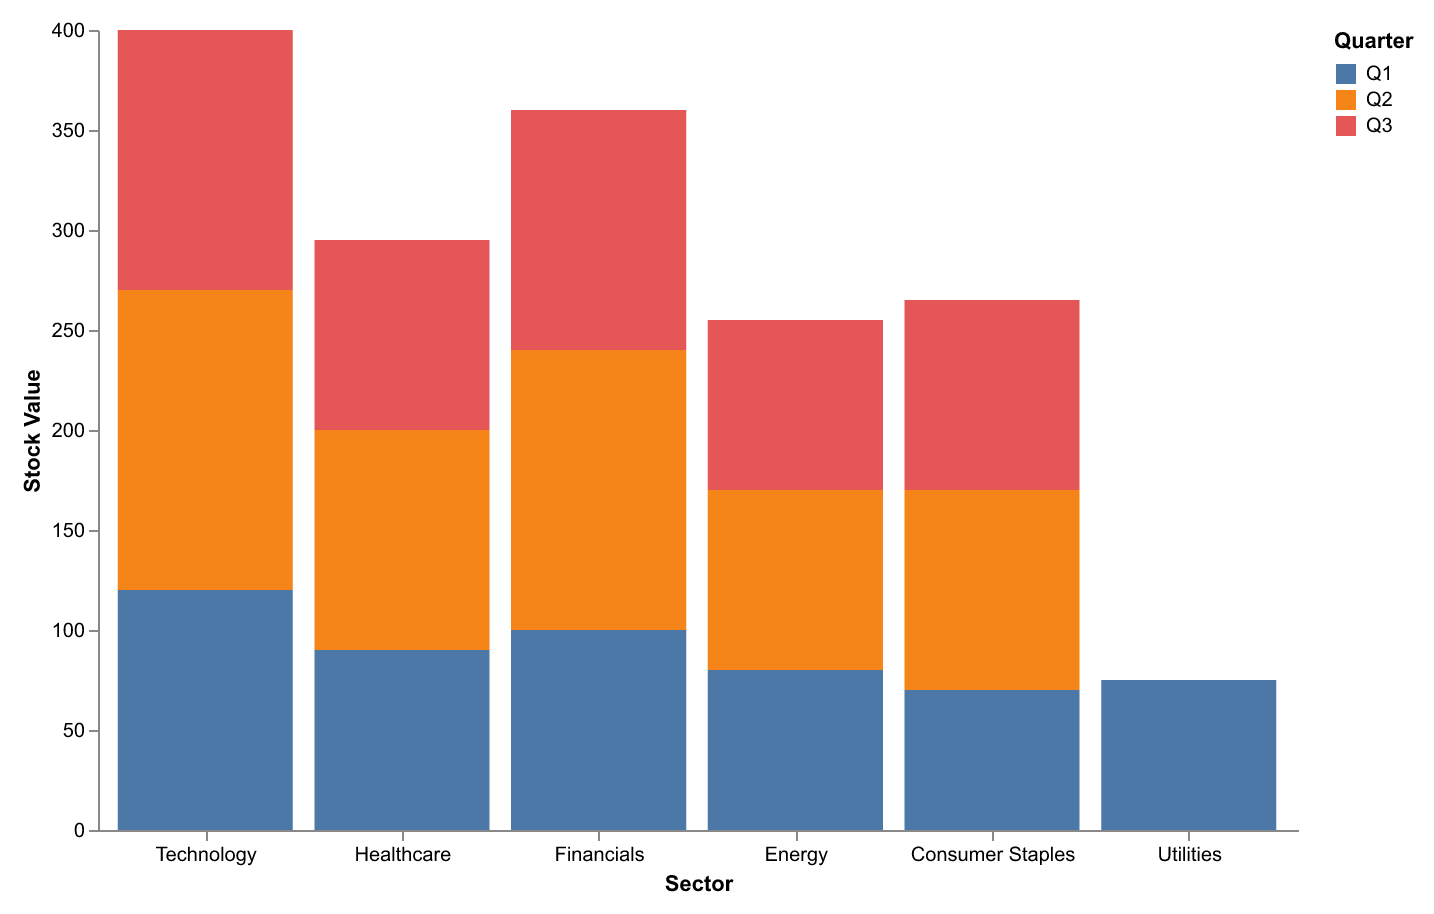 400
350
300
250
200
150
100
50
0
Stock Value
Technology
Healthcare
Financials
Energy
Consumer Staples
Utilities
Sector
Quarter
Q1
Q2
Q3